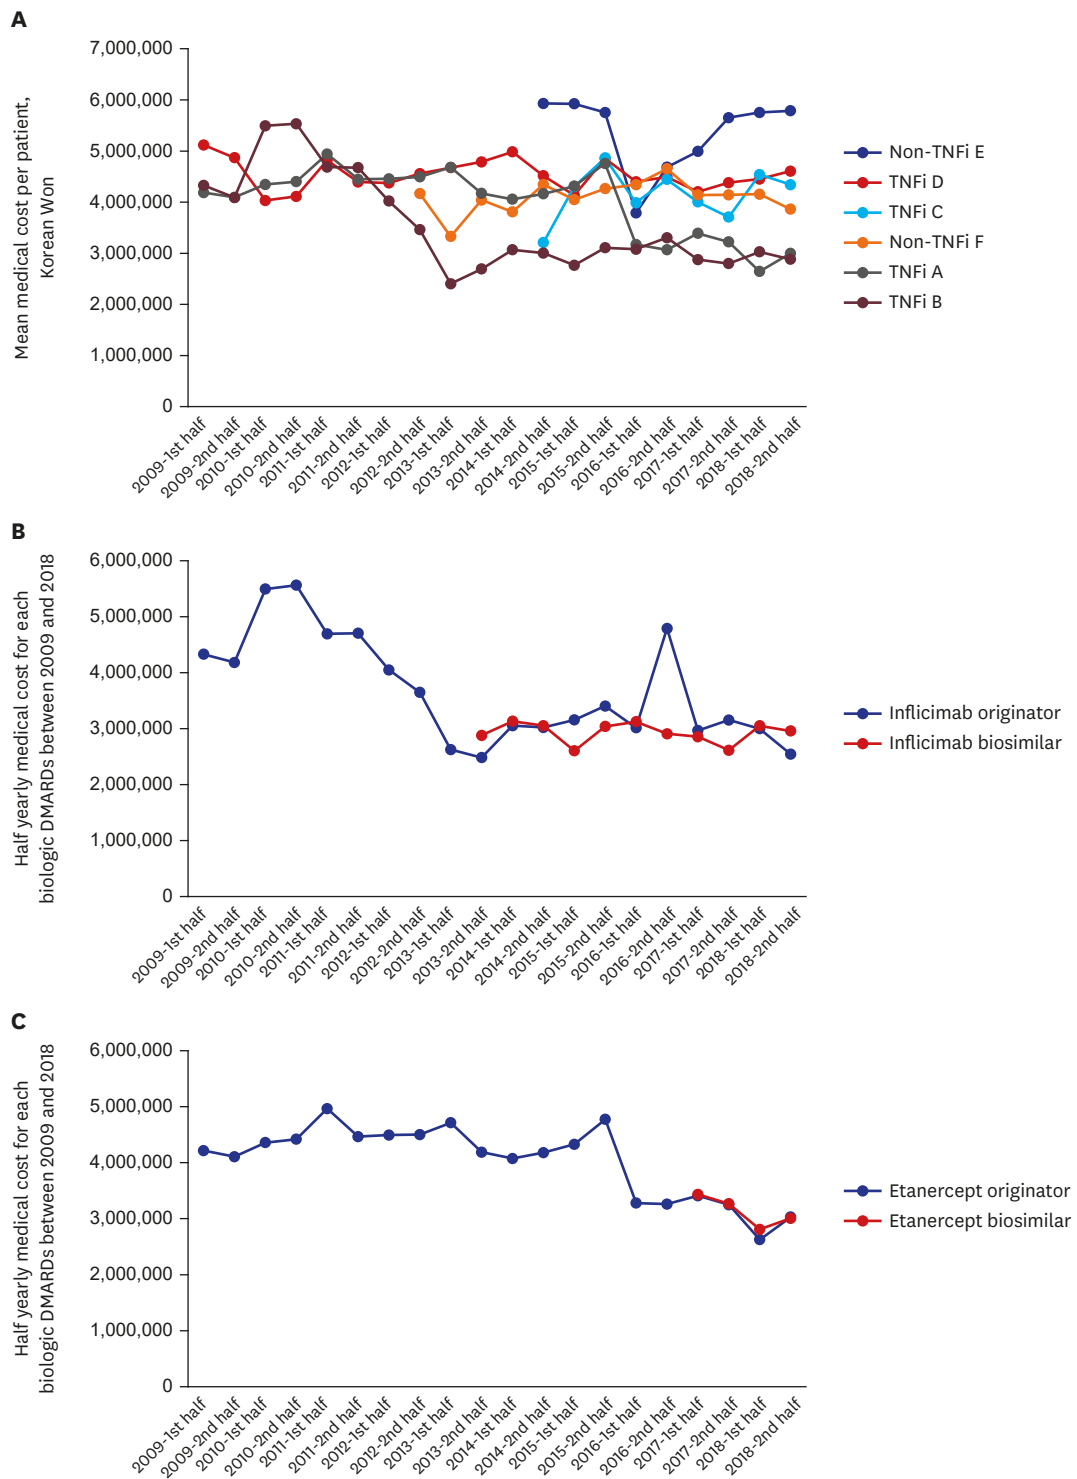 A
Mean medical cost per patient,
Korean Won
7,000,000
6,000,000
5,000,000
4,000,000
3,000,000
2,000,000
1,000,000
0
2009-1st half
2009-2nd half
2010-1st half
2010-2nd half
2011-1st half
2011-2nd half
2012-1st half
2012-2nd half
2013-1st half
2013-2nd half
2014-1st half
2014-2nd half
2015-1st half
2015-2nd half
2016-1st half
2016-2nd half
2017-1st half
2017-2nd half
2018-1st half
2018-2nd half
Non-TNFi E
TNFi D
TNFi C
Non-TNFi F
TNFi A
TNFi B
B
Half yearly medical cost for each
biologic DMARDs between 2009 and 2018
6,000,000
5,000,000
4,000,000
3,000,000
2,000,000
1,000,000
0
2009-1st half
2009-2nd half
2010-1st half
2010-2nd half
2011-1st half
2011-2nd half
2012-1st half
2012-2nd half
2013-1st half
2013-2nd half
2014-1st half
2014-2nd half
2015-1st half
2015-2nd half
2016-1st half
2016-2nd half
2017-1st half
2017-2nd half
2018-1st half
2018-2nd half
Inflicimab originator
Inflicimab biosimilar
C
Half yearly medical cost for each
biologic DMARDs between 2009 and 2018
6,000,000
5,000,000
4,000,000
3,000,000
2,000,000
1,000,000
0
2009-1st half
2009-2nd half
2010-1st half
2010-2nd half
2011-1st half
2011-2nd half
2012-1st half
2012-2nd half
2013-1st half
2013-2nd half
2014-1st half
2014-2nd half
2015-1st half
2015-2nd half
2016-1st half
2016-2nd half
2017-1st half
2017-2nd half
2018-1st half
2018-2nd half
Etanercept originator
Etanercept biosimilar